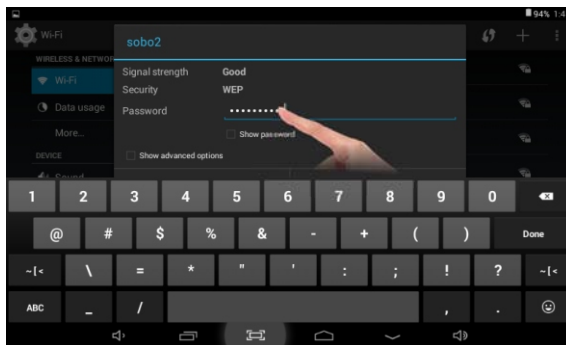 94% 1:4
Wi-Fi
sobo2
WIRELESS & NETWOR
Signal strength Good
Wi-Fi
Security WEP
Data usage
Password ••••••••••
Show password
More...
DEVICE
Show advanced options
Sound
1 2 3 4 5 6 7 8 9 0
@ # $ % & - + ( ) Done
~[< \ = * " ' : ; ! ? ~[<
ABC _ / , .